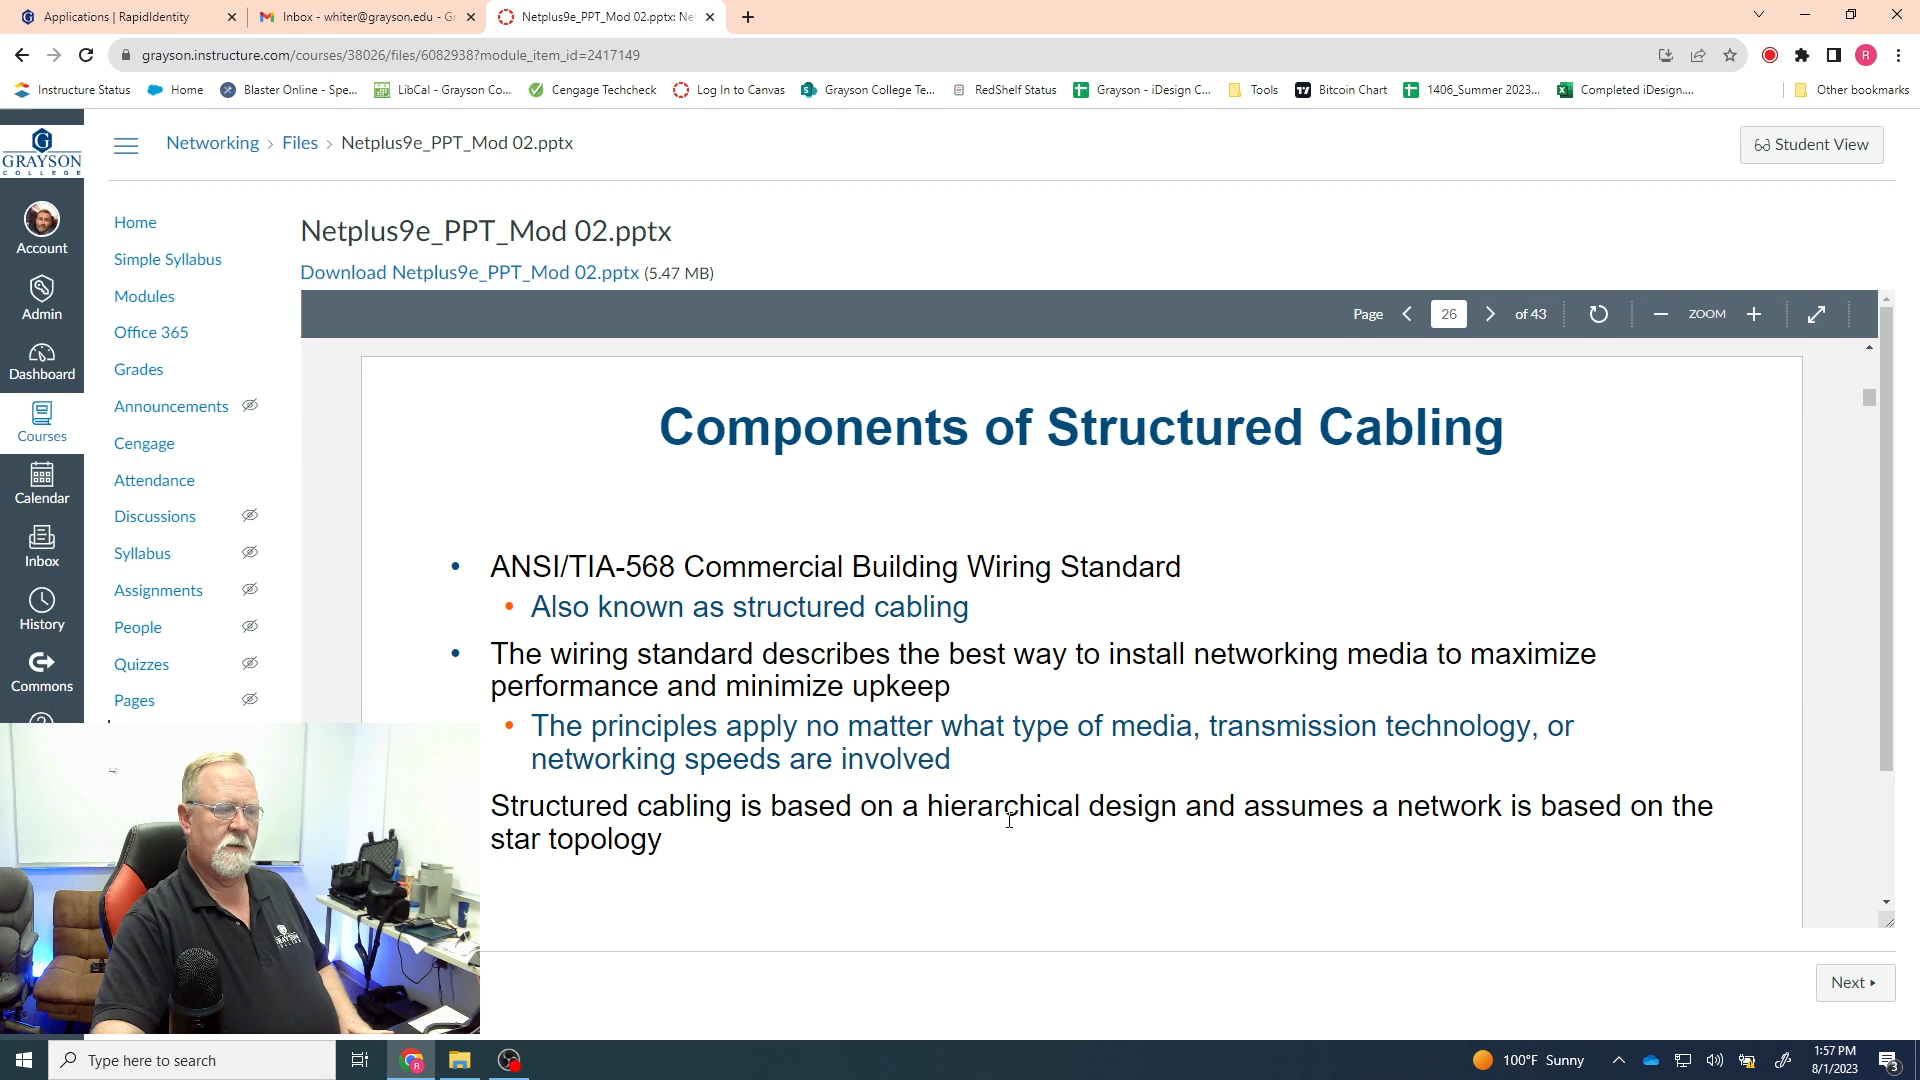 Applications | RapidIdentity
Inbox - whiter@grayson.edu - Gr
Netplus9e_PPT_Mod 02.pptx: Net
grayson.instructure.com/courses/38026/files/6082938?module_item_id=2417149
R
Instructure Status
Home
Blaster Online - Spe...
LibCal - Grayson Co...
Cengage Techcheck
Log In to Canvas
Grayson College Te...
RedShelf Status
Grayson - iDesign C...
Tools
Bitcoin Chart
1406_Summer 2023...
Completed iDesign....
Other bookmarks
GRAYSON
COLLEGE
Networking > Files > Netplus9e_PPT_Mod 02.pptx
Student View
Account
Admin
Dashboard
Courses
Calendar
Inbox
History
Commons
Home
Simple Syllabus
Modules
Office 365
Grades
Announcements
Cengage
Attendance
Discussions
Syllabus
Assignments
People
Quizzes
Pages
Netplus9e_PPT_Mod 02.pptx
Download Netplus9e_PPT_Mod 02.pptx (5.47 MB)
Page 26 of 43 ZOOM
Components of Structured Cabling
• ANSI/TIA-568 Commercial Building Wiring Standard
• Also known as structured cabling
• The wiring standard describes the best way to install networking media to maximize
performance and minimize upkeep
• The principles apply no matter what type of media, transmission technology, or
networking speeds are involved
Structured cabling is based on a hierarchical design and assumes a network is based on the
star topology
GRAYSON
Next
Type here to search
R
100°F Sunny
1:57 PM
8/1/2023
3